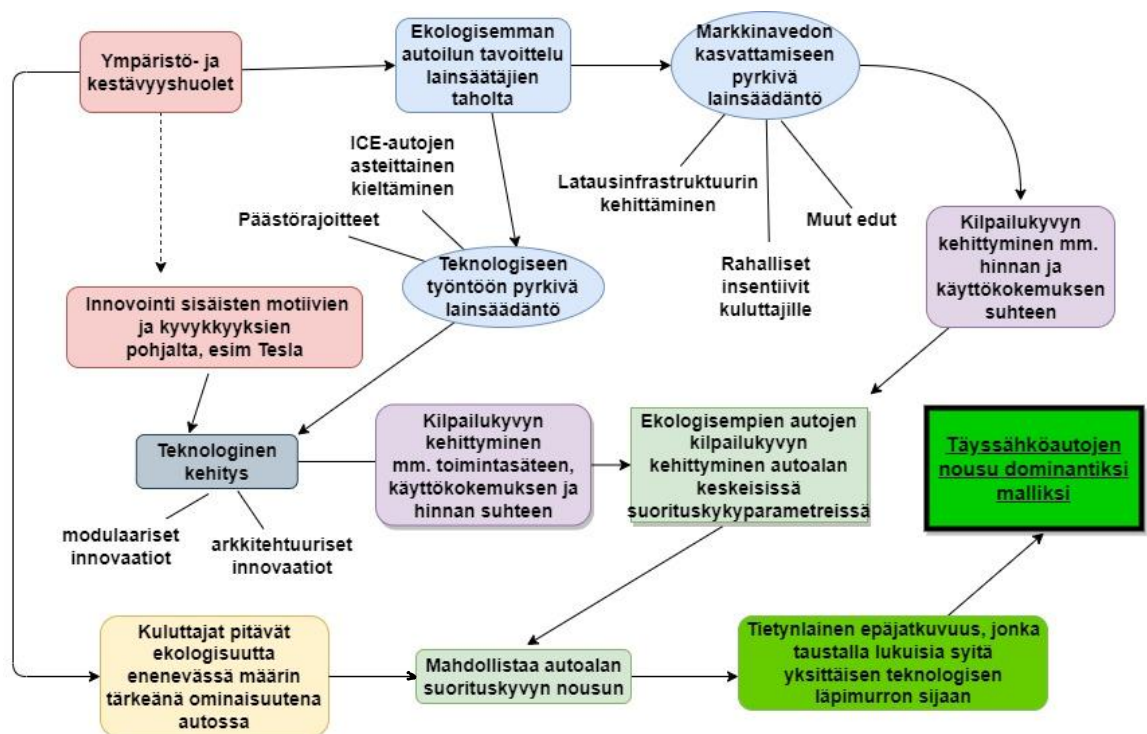 Ympäristö- ja
kestävyyshuolet
Ekologisemman
autoilun tavoittelu
lainsäätäjien
taholta
Markkinavedon
kasvattamiseen
pyrkivä
lainsäädäntö
ICE-autojen
asteittainen
kieltäminen
Päästörajoitteet
Latausinfrastruktuurin
kehittäminen
Muut edut
Rahalliset
insentiivit
kuluttajille
Kilpailukyvyn
kehittyminen mm.
hinnan ja
käyttökokemuksen
suhteen
Teknologiseen
työntöön pyrkivä
lainsäädäntö
Innovointi sisäisten motiivien
ja kyvykkyyksien
pohjalta, esim Tesla
Teknologinen
kehitys
modulaariset
innovaatiot
arkkitehtuuriset
innovaatiot
Kilpailukyvyn
kehittyminen
mm. toimintasäteen,
käyttökokemuksen ja
hinnan suhteen
Ekologisempien autojen
kilpailukyvyn
kehittyminen autoalan
keskeisissä
suorituskykyparametreissä
Täyssähköautojen
nousu dominantiksi
malliksi
Kuluttajat pitävät
ekologisuutta
enenevässä määrin
tärkeänä ominaisuutena
autossa
Mahdollistaa autoalan
suorituskyvyn nousun
Tietynlainen epäjatkuvuus, jonka
taustalla lukuisia syitä
yksittäisen teknologisen
läpimurron sijaan